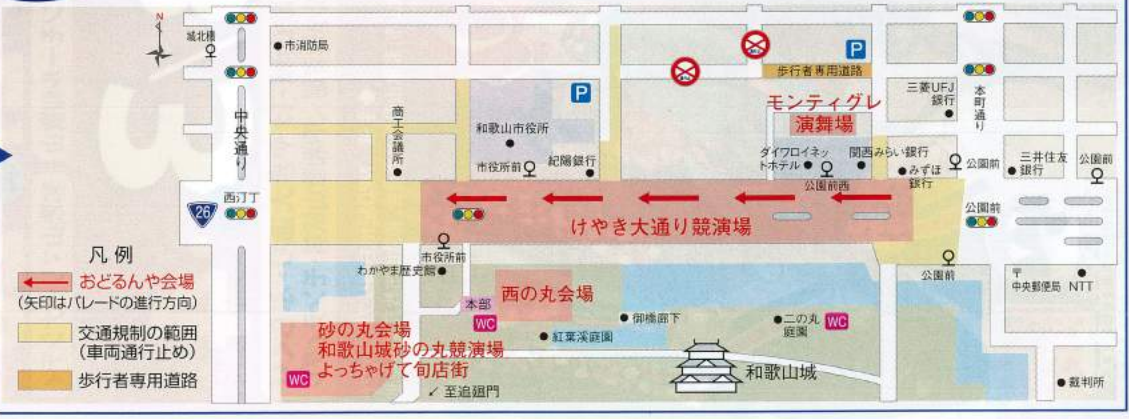 N
城北橋
市消防局
中央通り
西汀丁
26
商工会議所
和歌山市役所
市役所前
紀陽銀行
P
P
歩行者専用道路
モンティグレ
演舞場
ダイワロイネッ
トホテル
関西みらい銀行
公園前西
三菱UFJ
銀行
みずほ
銀行
本町通り
公園前
三井住友
銀行
公園前
公園前
けやき大通り競演場
市役所前
わかやま歴史館
本部
WC
西の丸会場
御橋廊下
紅葉渓庭園
二の丸
庭園
WC
和歌山城
公園前
〒
中央郵便局
NTT
裁判所
砂の丸会場
和歌山城砂の丸競演場
よっちゃげて旬店街
WC
↙ 至追廻門
凡例
おどるんや会場
(矢印はパレードの進行方向)
交通規制の範囲
(車両通行止め)
歩行者専用道路